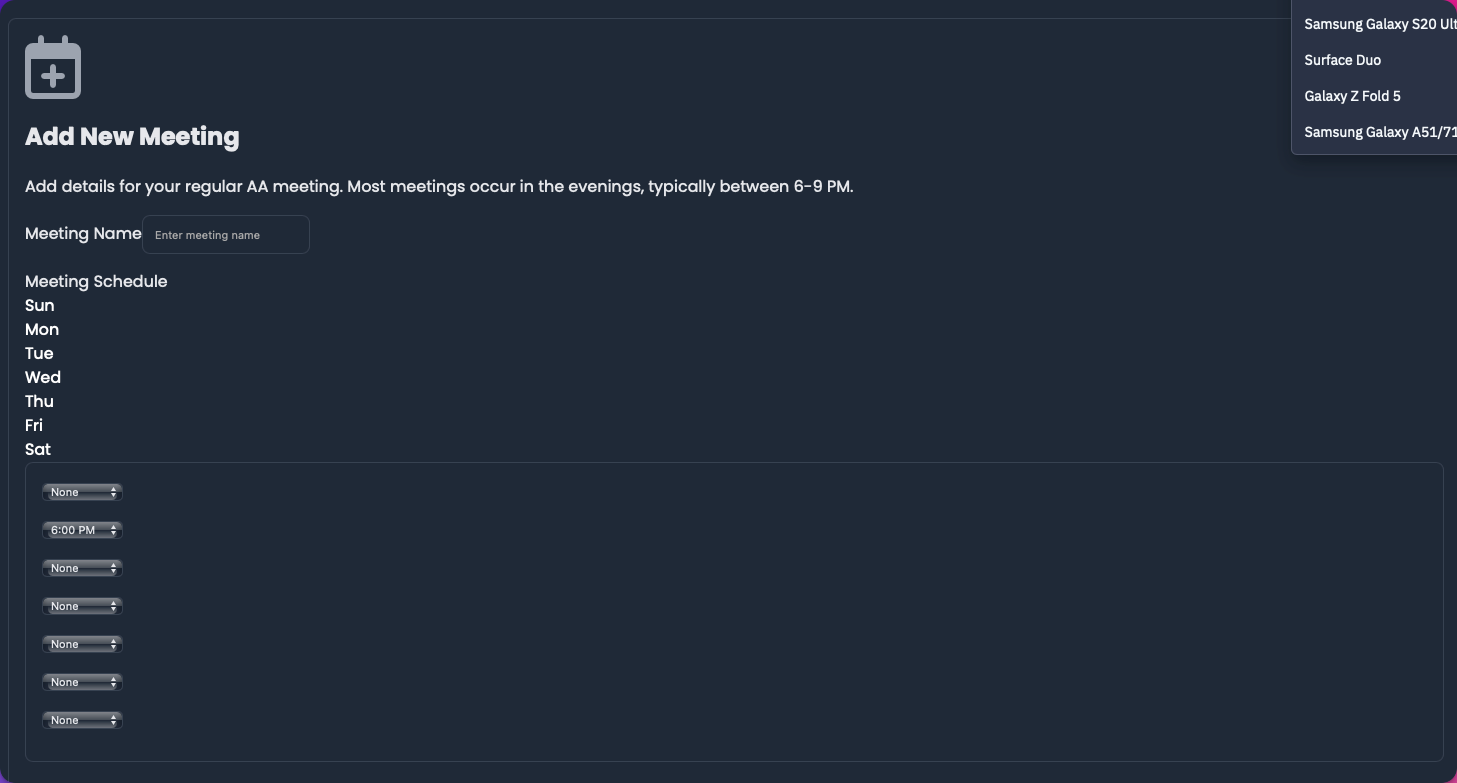 Samsung Galaxy S20 Ult
Surface Duo
Galaxy Z Fold 5
Samsung Galaxy A51/71
Add New Meeting
Add details for your regular AA meeting. Most meetings occur in the evenings, typically between 6-9 PM.
Meeting Name Enter meeting name
Meeting Schedule
Sun
Mon
Tue
Wed
Thu
Fri
Sat
None
6:00 PM
None
None
None
None
None